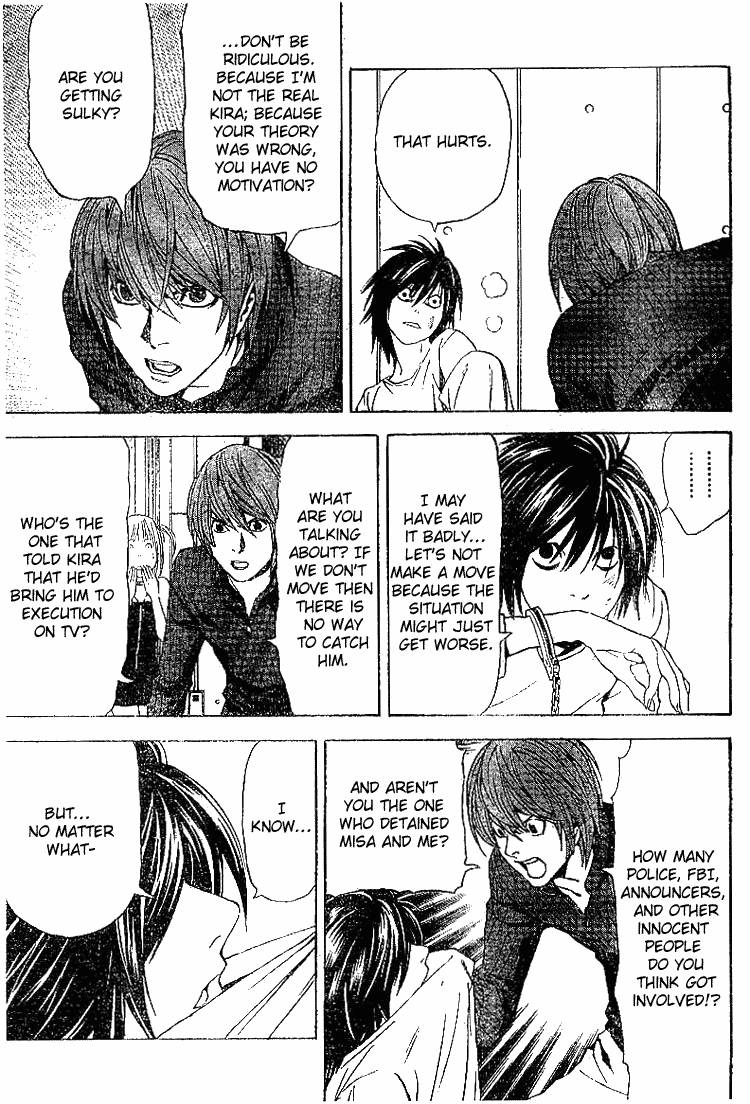 THAT HURTS.
...DON'T BE
RIDICULOUS.
BECAUSE I'M
NOT THE REAL
KIRA; BECAUSE
YOUR THEORY
WAS WRONG,
YOU HAVE NO
MOTIVATION?
ARE YOU
GETTING
SULKY?
........
I MAY
HAVE SAID
IT BADLY...
LET'S NOT
MAKE A MOVE
BECAUSE THE
SITUATION
MIGHT JUST
GET WORSE.
WHAT
ARE YOU
TALKING
ABOUT? IF
WE DON'T
MOVE THEN
THERE IS
NO WAY
TO CATCH
HIM.
WHO'S THE
ONE THAT
TOLD KIRA
THAT HE'D
BRING HIM TO
EXECUTION
ON TV?
HOW MANY
POLICE, FBI,
ANNOUNCERS,
AND OTHER
INNOCENT
PEOPLE
DO YOU
THINK GOT
INVOLVED!?
AND AREN'T
YOU THE ONE
WHO DETAINED
MISA AND ME?
I
KNOW...
BUT...
NO MATTER
WHAT-